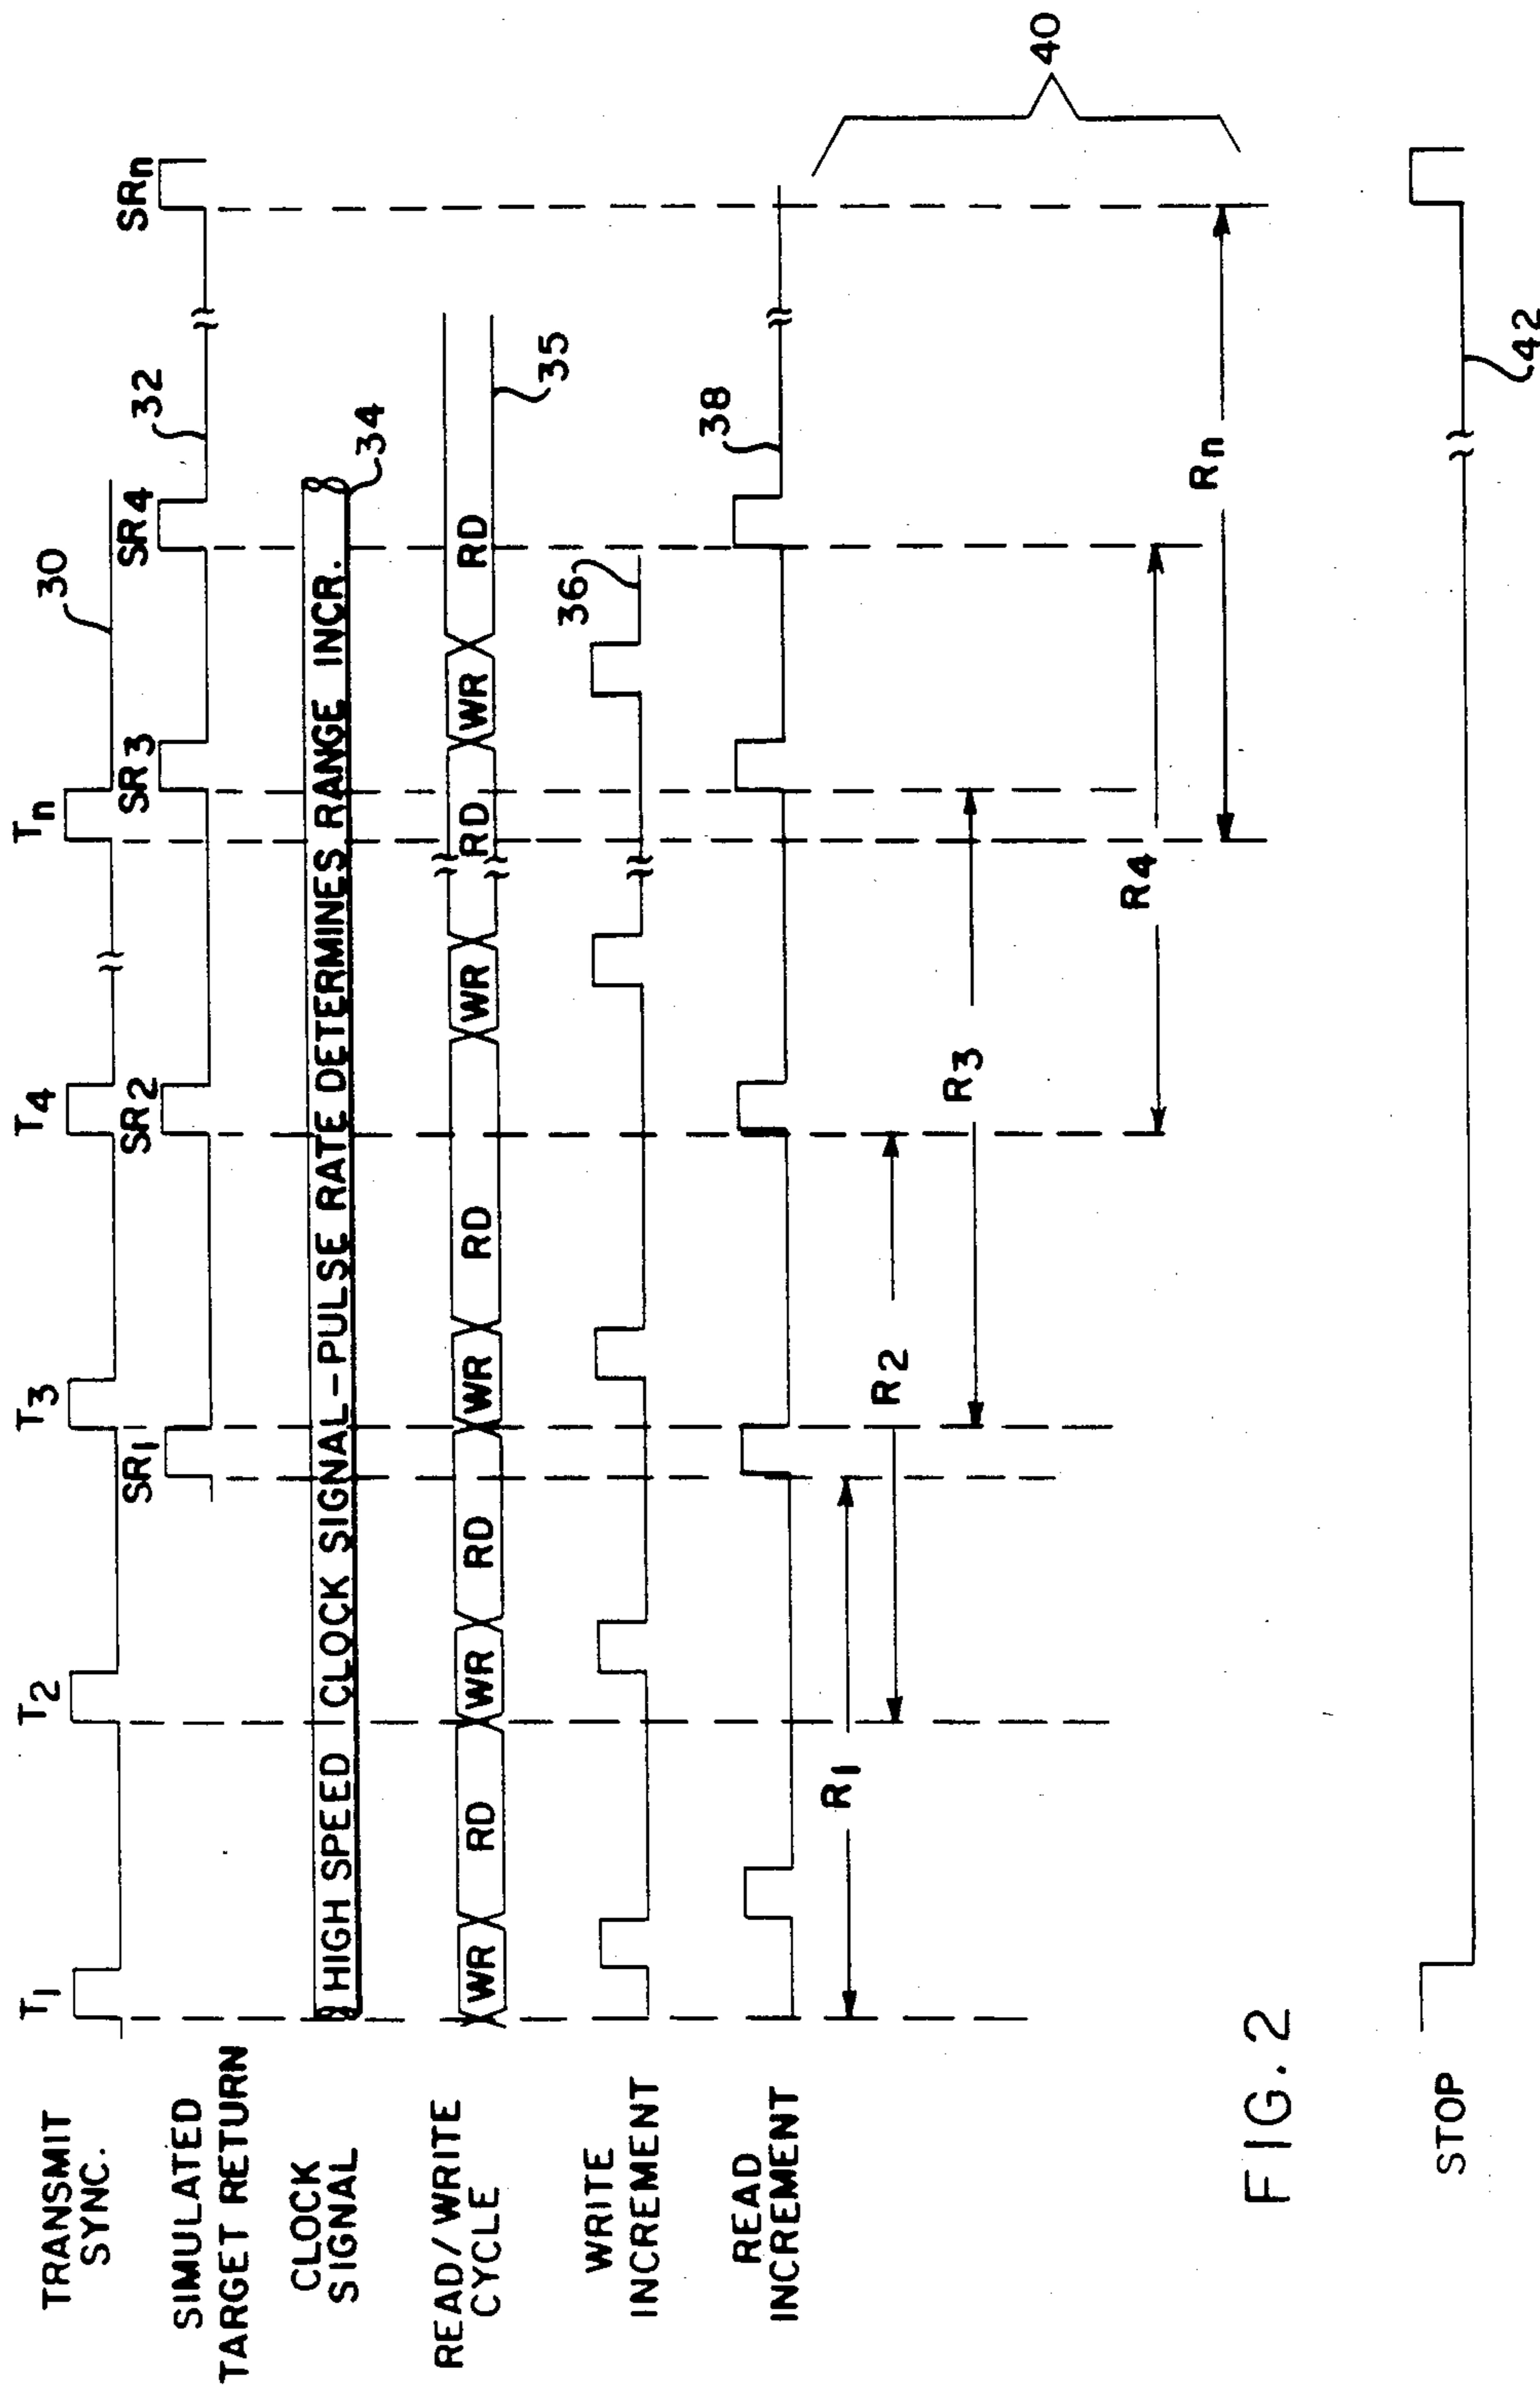 T1 T2 T3 T4 Tn 30
TRANSMIT
SYNC.
SR1 SR2 SR3 SR4 SRn
32
SIMULATED
TARGET RETURN
CLOCK
SIGNAL
HIGH SPEED CLOCK SIGNAL-PULSE RATE DETERMINES RANGE INCR.
34
READ/WRITE
CYCLE
WR RD WR RD WR RD WR RD WR RD
35
WRITE
INCREMENT
36
READ
INCREMENT
38
R1
R2
R3
R4
Rn
40
FIG. 2
STOP
42